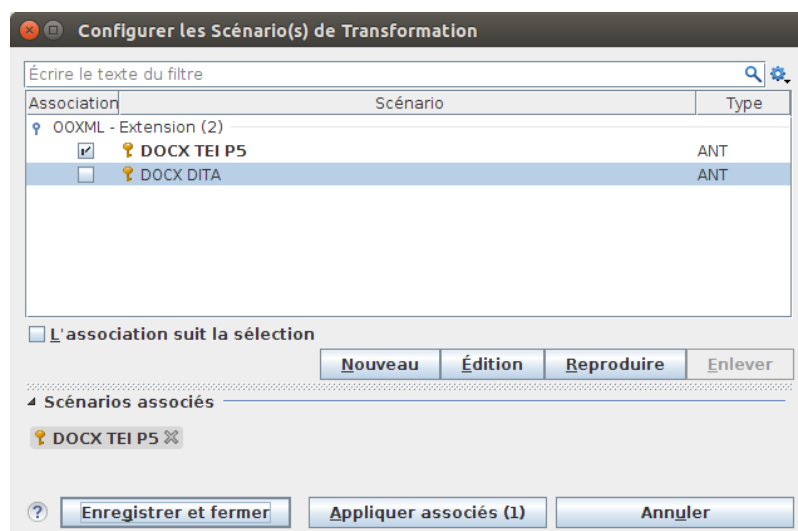 Configurer les Scénario(s) de Transformation
Écrire le texte du filtre
Association Scénario Type
OOXML - Extension (2)
DOCX TEI P5 ANT
DOCX DITA ANT
L'association suit la sélection
Nouveau Édition Reproduire Enlever
Scénarios associés
DOCX TEI P5
? Enregistrer et fermer Appliquer associés (1) Annuler